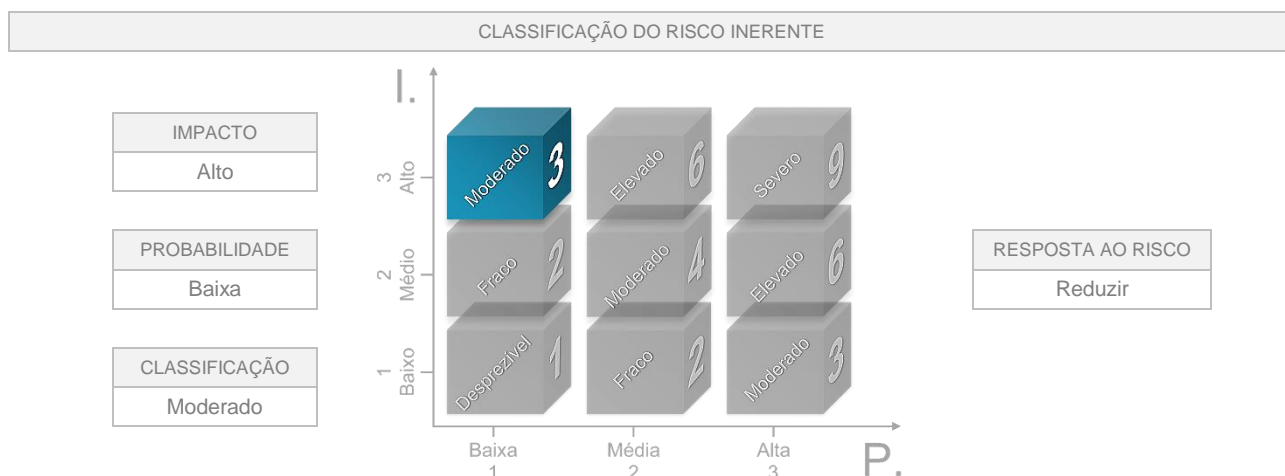 CLASSIFICAÇÃO DO RISCO INERENTE
IMPACTO
Alto
PROBABILIDADE
Baixa
CLASSIFICAÇÃO
Moderado
I.
3
Alto
2
Médio
1
Baixo
Moderado 3
Elevado 6
Severo 9
Fraco 2
Moderado 4
Elevado 6
Desprezível 1
Fraco 2
Moderado 3
Baixa
1
Média
2
Alta
3
P.
RESPOSTA AO RISCO
Reduzir